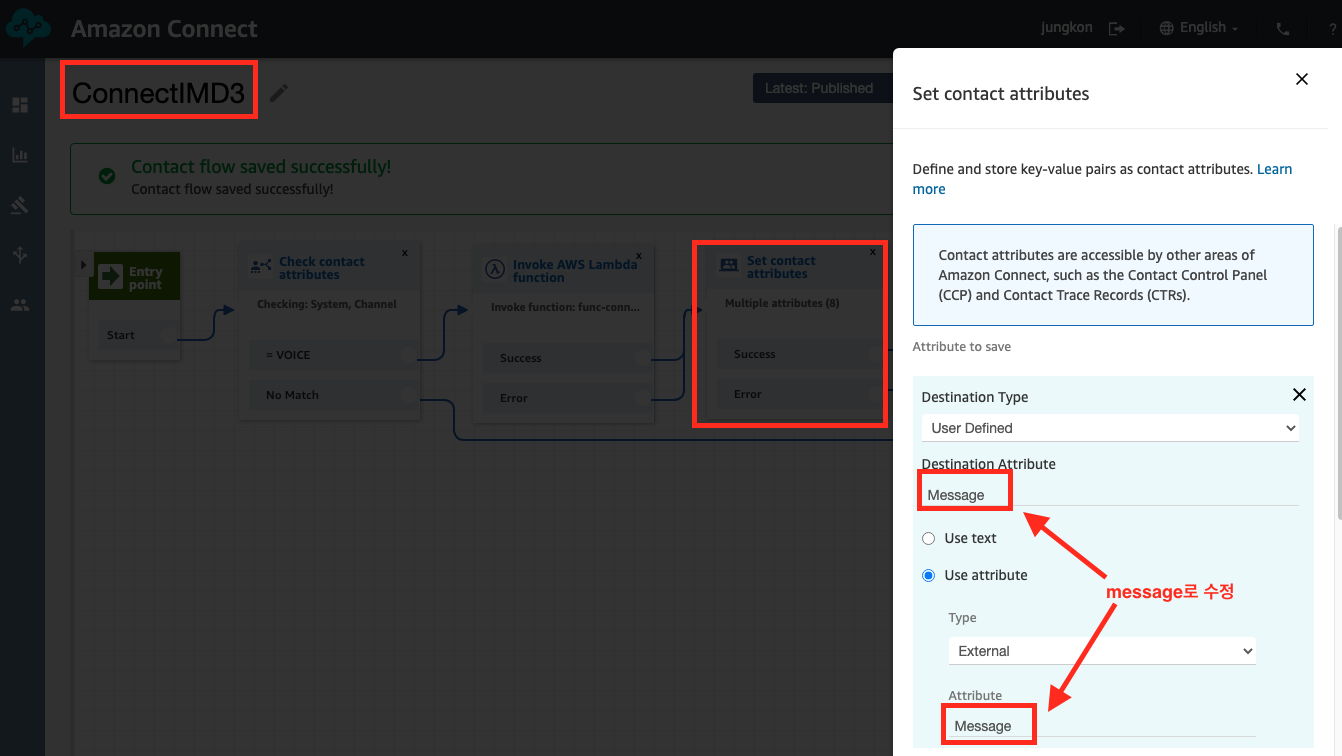 Amazon Connect
jungkon
English
?
ConnectIMD3
Latest: Published
Contact flow saved successfully!
Contact flow saved successfully!
Entry
point
Start
x
Check contact
attributes
Checking: System, Channel
= VOICE
No Match
x
Invoke AWS Lambda
function
Invoke function: func-conn...
Success
Error
x
Set contact
attributes
Multiple attributes (8)
Success
Error
Set contact attributes
Define and store key-value pairs as contact attributes. Learn
more
Contact attributes are accessible by other areas of
Amazon Connect, such as the Contact Control Panel
(CCP) and Contact Trace Records (CTRs).
Attribute to save
Destination Type
User Defined
Destination Attribute
Message
Use text
Use attribute
message로 수정
Type
External
Attribute
Message